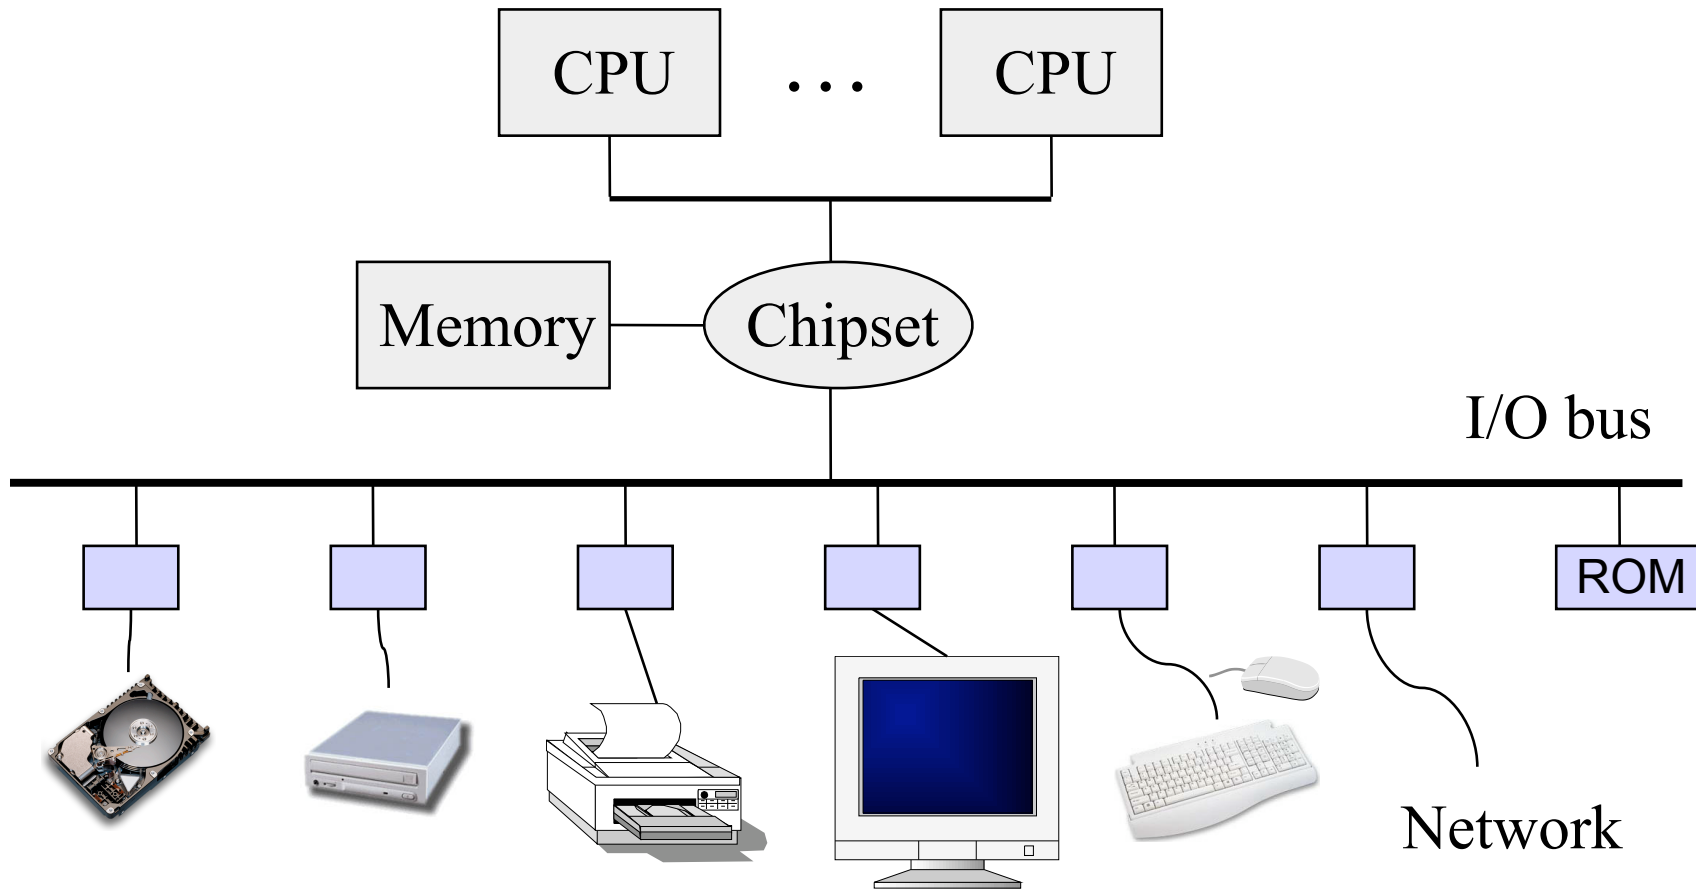 CPU ... CPU
Memory Chipset
I/O bus
ROM
Network